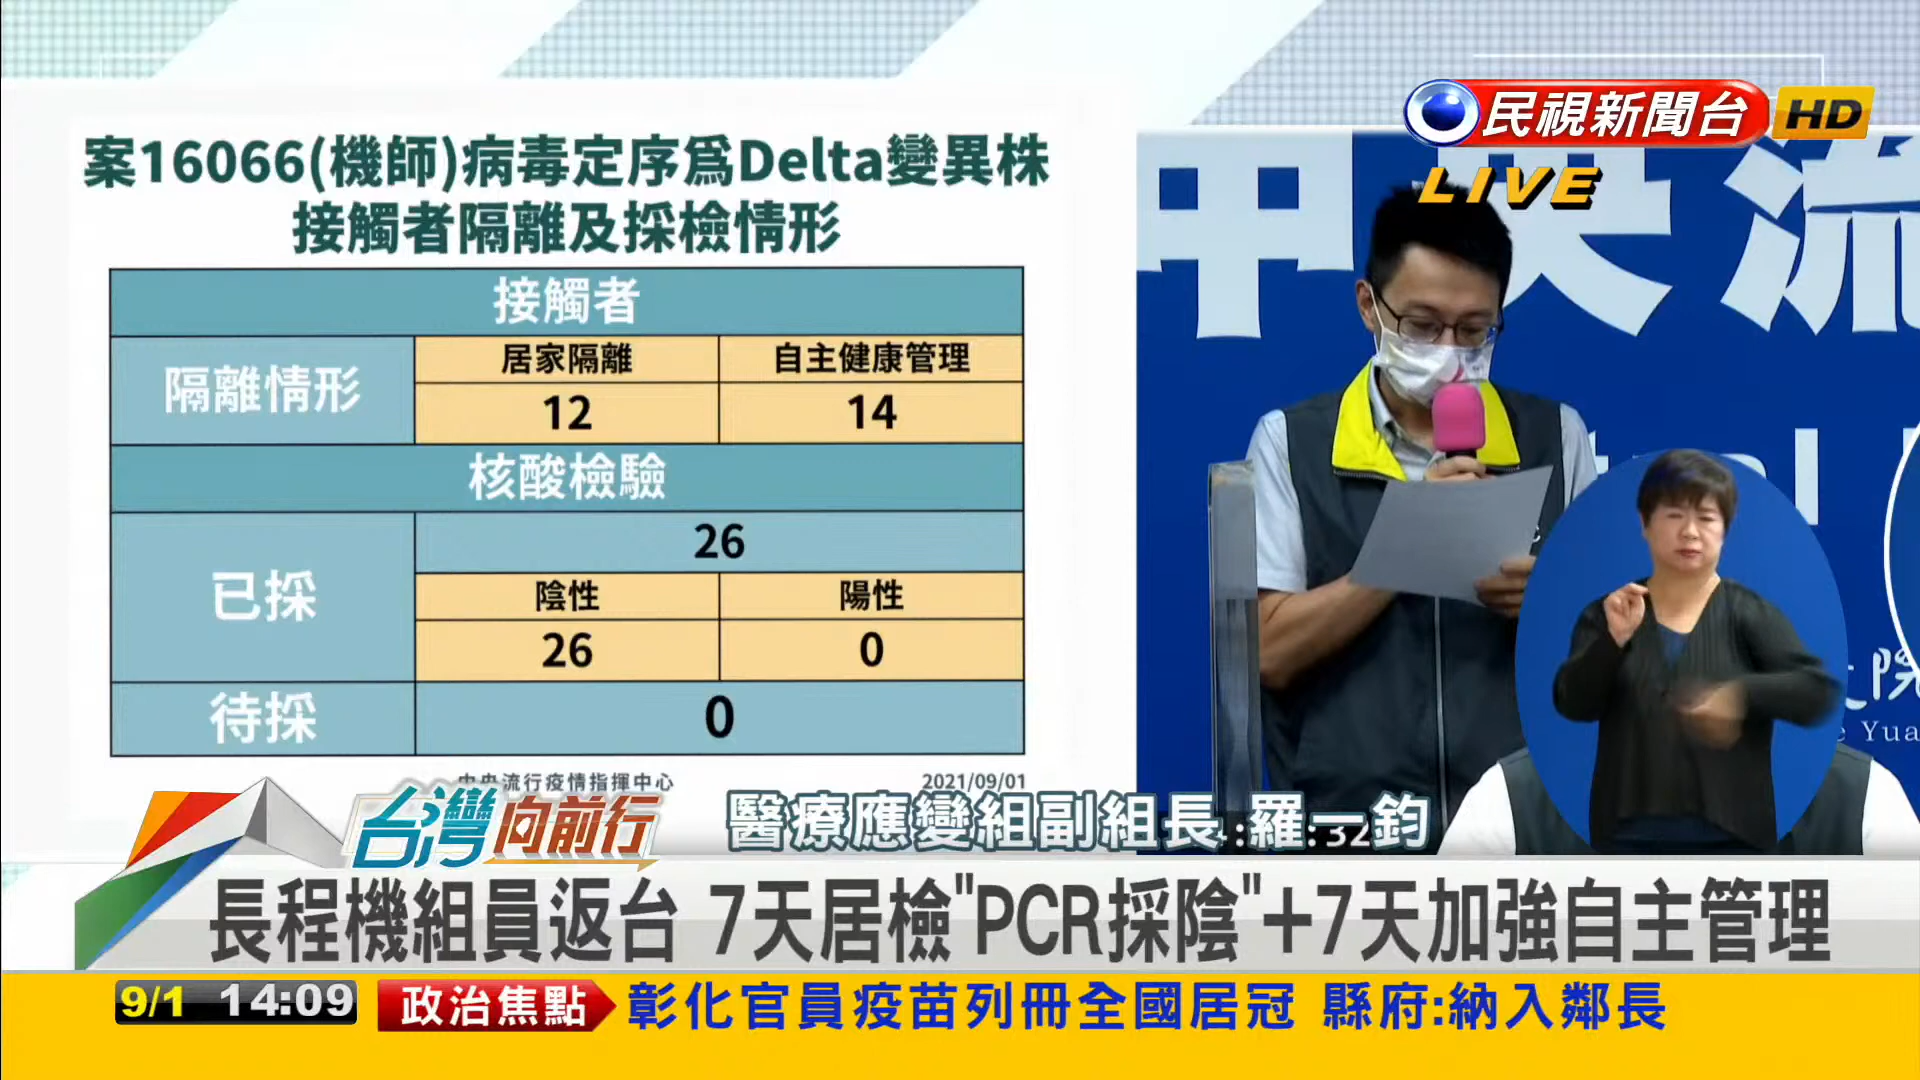 民視新聞台 HD
LIVE
案16066(機師)病毒定序為Delta變異株
接觸者隔離及採檢情形
接觸者
隔離情形
居家隔離 自主健康管理
12 14
核酸檢驗
已採
26
陰性 陽性
26 0
待採 0
中央流行疫情指揮中心 2021/09/01
中央流
院
Yua
台灣向前行
醫療應變組副組長:羅一鈞
:32
長程機組員返台 7天居檢"PCR採陰"+7天加強自主管理
9/1 14:09 政治焦點 彰化官員疫苗列冊全國居冠 縣府:納入鄰長